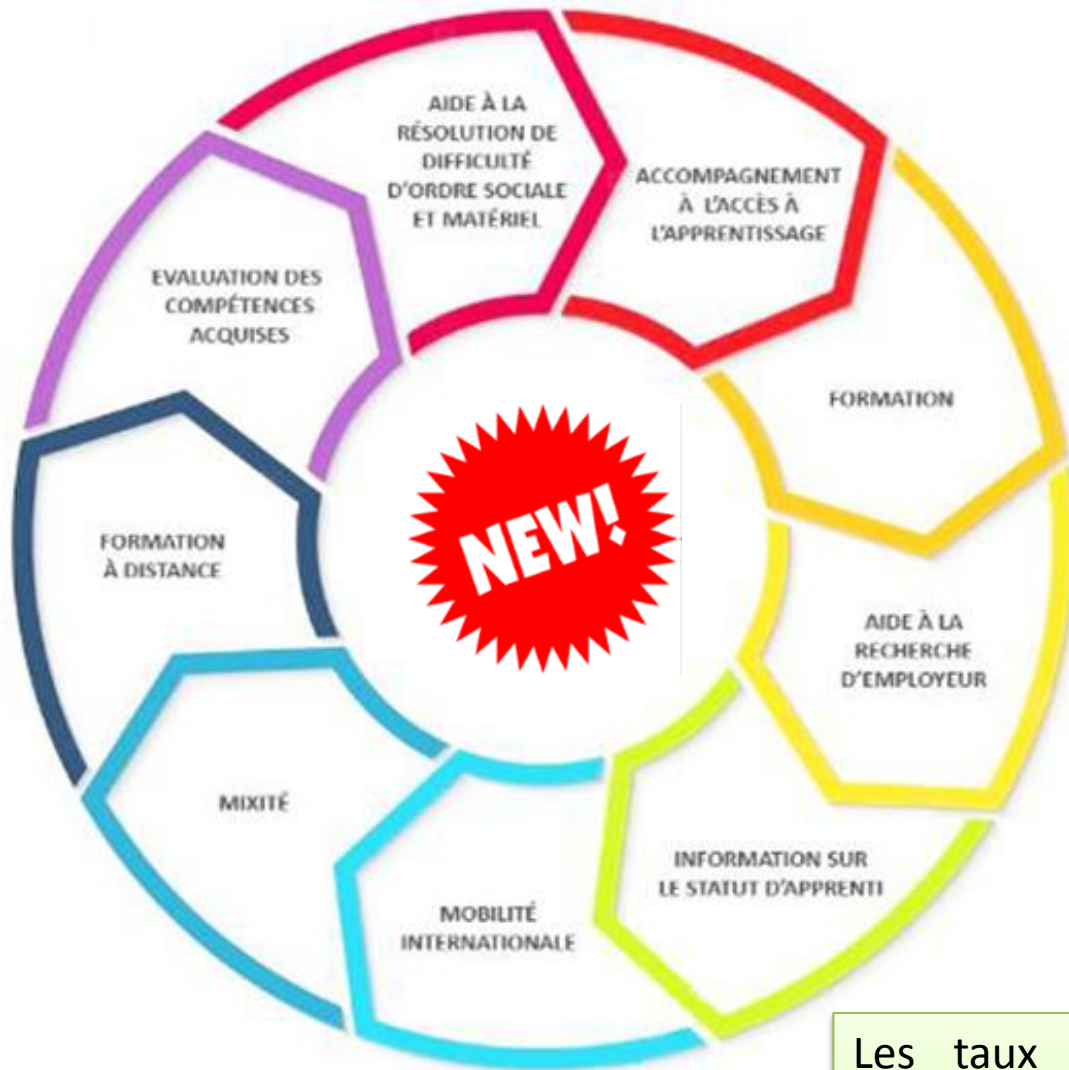 AIDE À LA
RÉSOLUTION DE
DIFFICULTÉ
D'ORDRE SOCIALE
ET MATÉRIEL
ACCOMPAGNEMENT
À L'ACCÈS À
L'APPRENTISSAGE
FORMATION
AIDE À LA
RECHERCHE
D'EMPLOYEUR
INFORMATION SUR
LE STATUT D'APPRENTI
MOBILITÉ
INTERNATIONALE
MIXITÉ
FORMATION
À DISTANCE
EVALUATION DES
COMPÉTENCES
ACQUISES
NEW!
Les taux